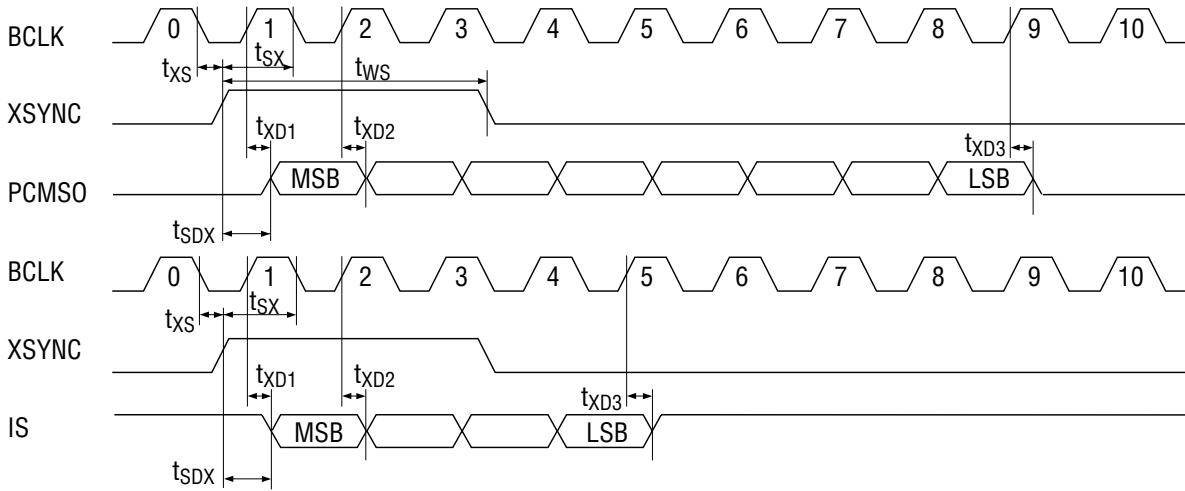 BCLK 0 1 2 3 4 5 6 7 8 9 10
tXS tSX tWS
XSYNC
tXD1 tXD2 tXD3
PCMSO MSB LSB
tSDX
BCLK 0 1 2 3 4 5 6 7 8 9 10
tXS tSX
XSYNC
tXD1 tXD2 tXD3
IS MSB LSB
tSDX